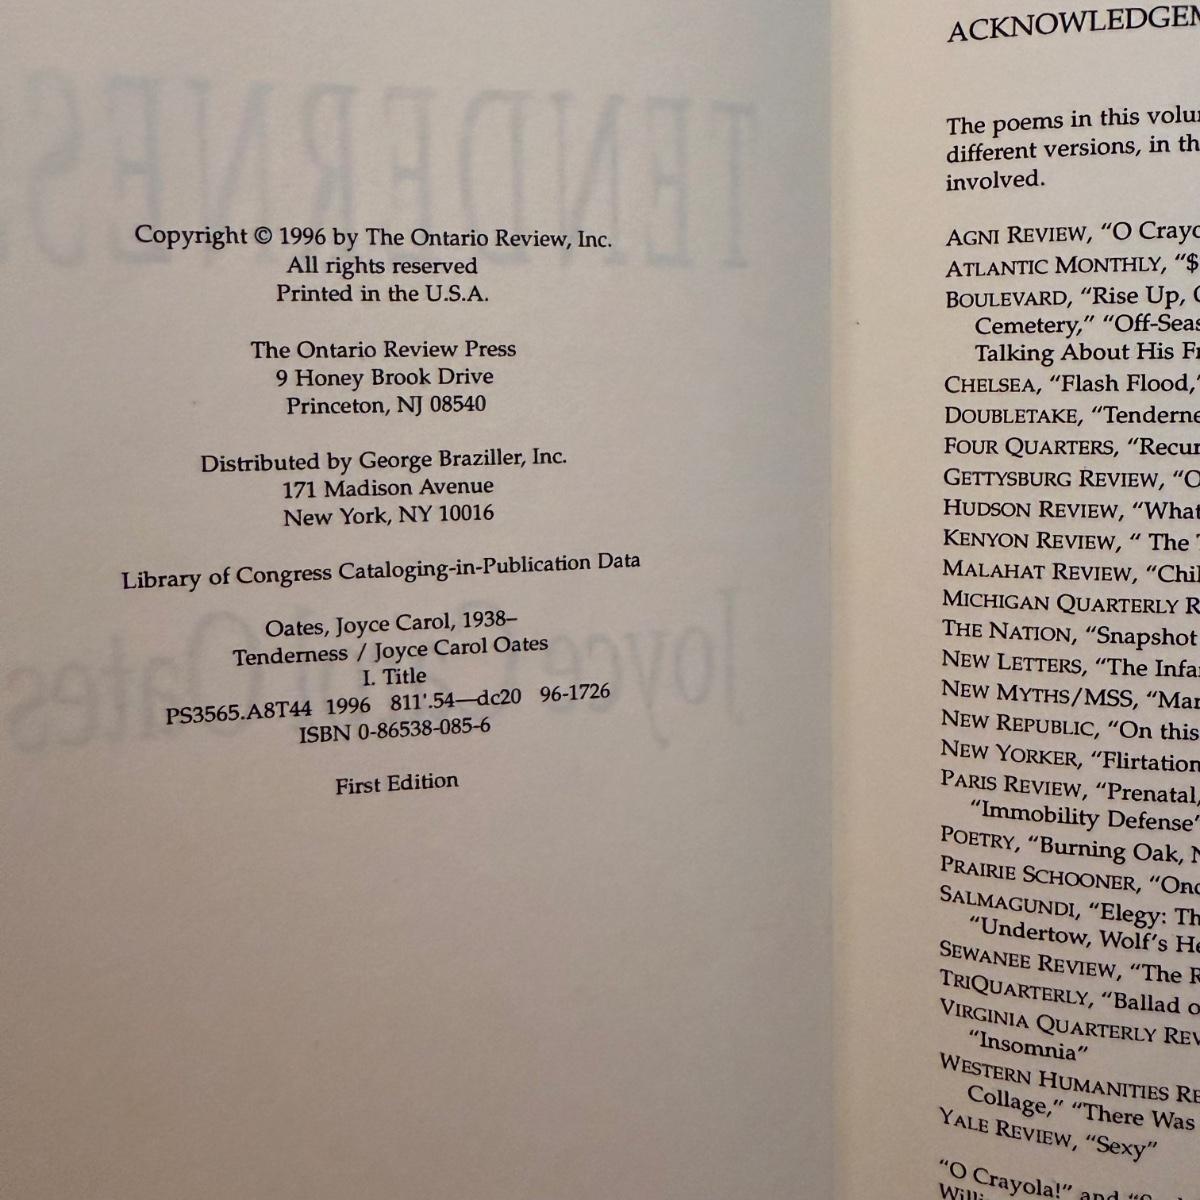 Copyright © 1996 by The Ontario Review, Inc.
All rights reserved
Printed in the U.S.A.
The Ontario Review Press
9 Honey Brook Drive
Princeton, NJ 08540
Distributed by George Braziller, Inc.
171 Madison Avenue
New York, NY 10016
Library of Congress Cataloging-in-Publication Data
Oates, Joyce Carol, 1938–
Tenderness / Joyce Carol Oates
I. Title
PS3565.A8T44 1996 811'.54—dc20 96-1726
ISBN 0-86538-085-6
First Edition
ACKNOWLEDGEM
The poems in this volu
different versions, in th
involved.
AGNI REVIEW, “O Crayo
ATLANTIC MONTHLY, “$
BOULEVARD, “Rise Up,
Cemetery,” “Off-Seas
Talking About His Fr
CHELSEA, “Flash Flood,”
DOUBLETAKE, “Tenderne
FOUR QUARTERS, “Recur
GETTYSBURG REVIEW, “O
HUDSON REVIEW, “What
KENYON REVIEW, “ The
MALAHAT REVIEW, “Chil
MICHIGAN QUARTERLY R
THE NATION, “Snapshot
NEW LETTERS, “The Infa
NEW MYTHS/MSS, “Mar
NEW REPUBLIC, “On this
NEW YORKER, “Flirtation
PARIS REVIEW, “Prenatal,
“Immobility Defense”
POETRY, “Burning Oak, N
PRAIRIE SCHOONER, “Onc
SALMAGUNDI, “Elegy: Th
“Undertow, Wolf’s He
SEWANEE REVIEW, “The R
TRIQUARTERLY, “Ballad o
VIRGINIA QUARTERLY REV
“Insomnia”
WESTERN HUMANITIES RE
Collage,” “There Was
YALE REVIEW, “Sexy”
“O Crayola!” and